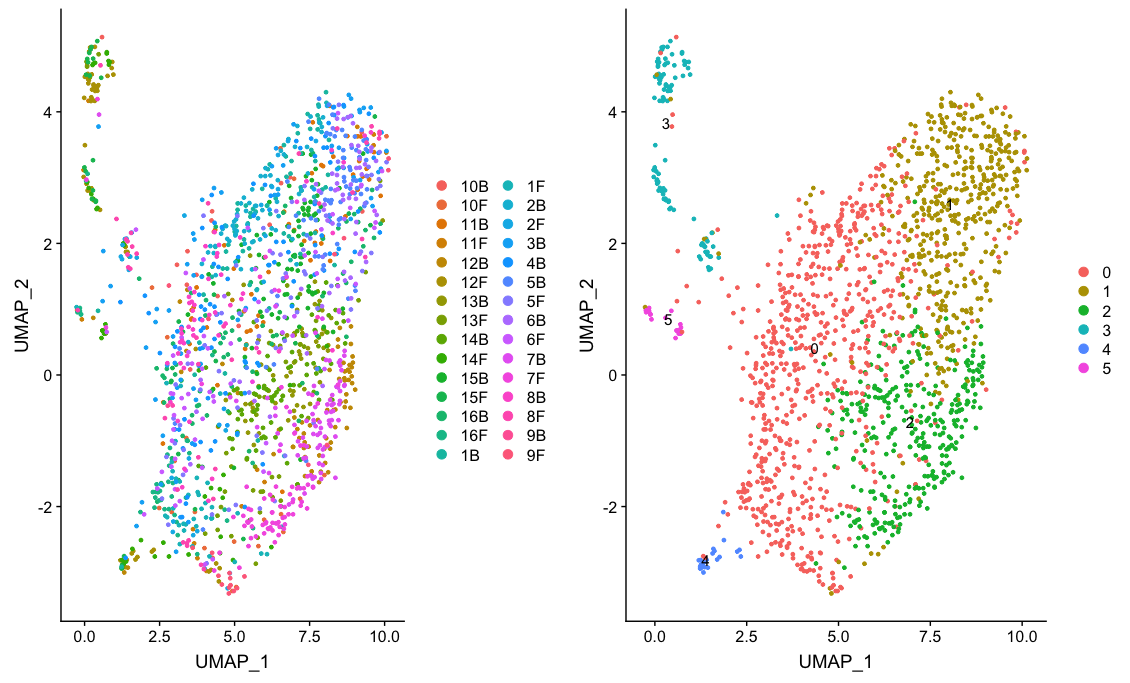 UMAP_2
4
2
0
-2
0.0 2.5 5.0 7.5 10.0
UMAP_1
10B 1F
10F 2B
11B 2F
11F 3B
12B 4B
12F 5B
13B 5F
13F 6B
14B 6F
14F 7B
15B 7F
15F 8B
16B 8F
16F 9B
1B 9F
UMAP_2
4
2
0
-2
3
1
5
0
2
4
0.0 2.5 5.0 7.5 10.0
UMAP_1
0
1
2
3
4
5